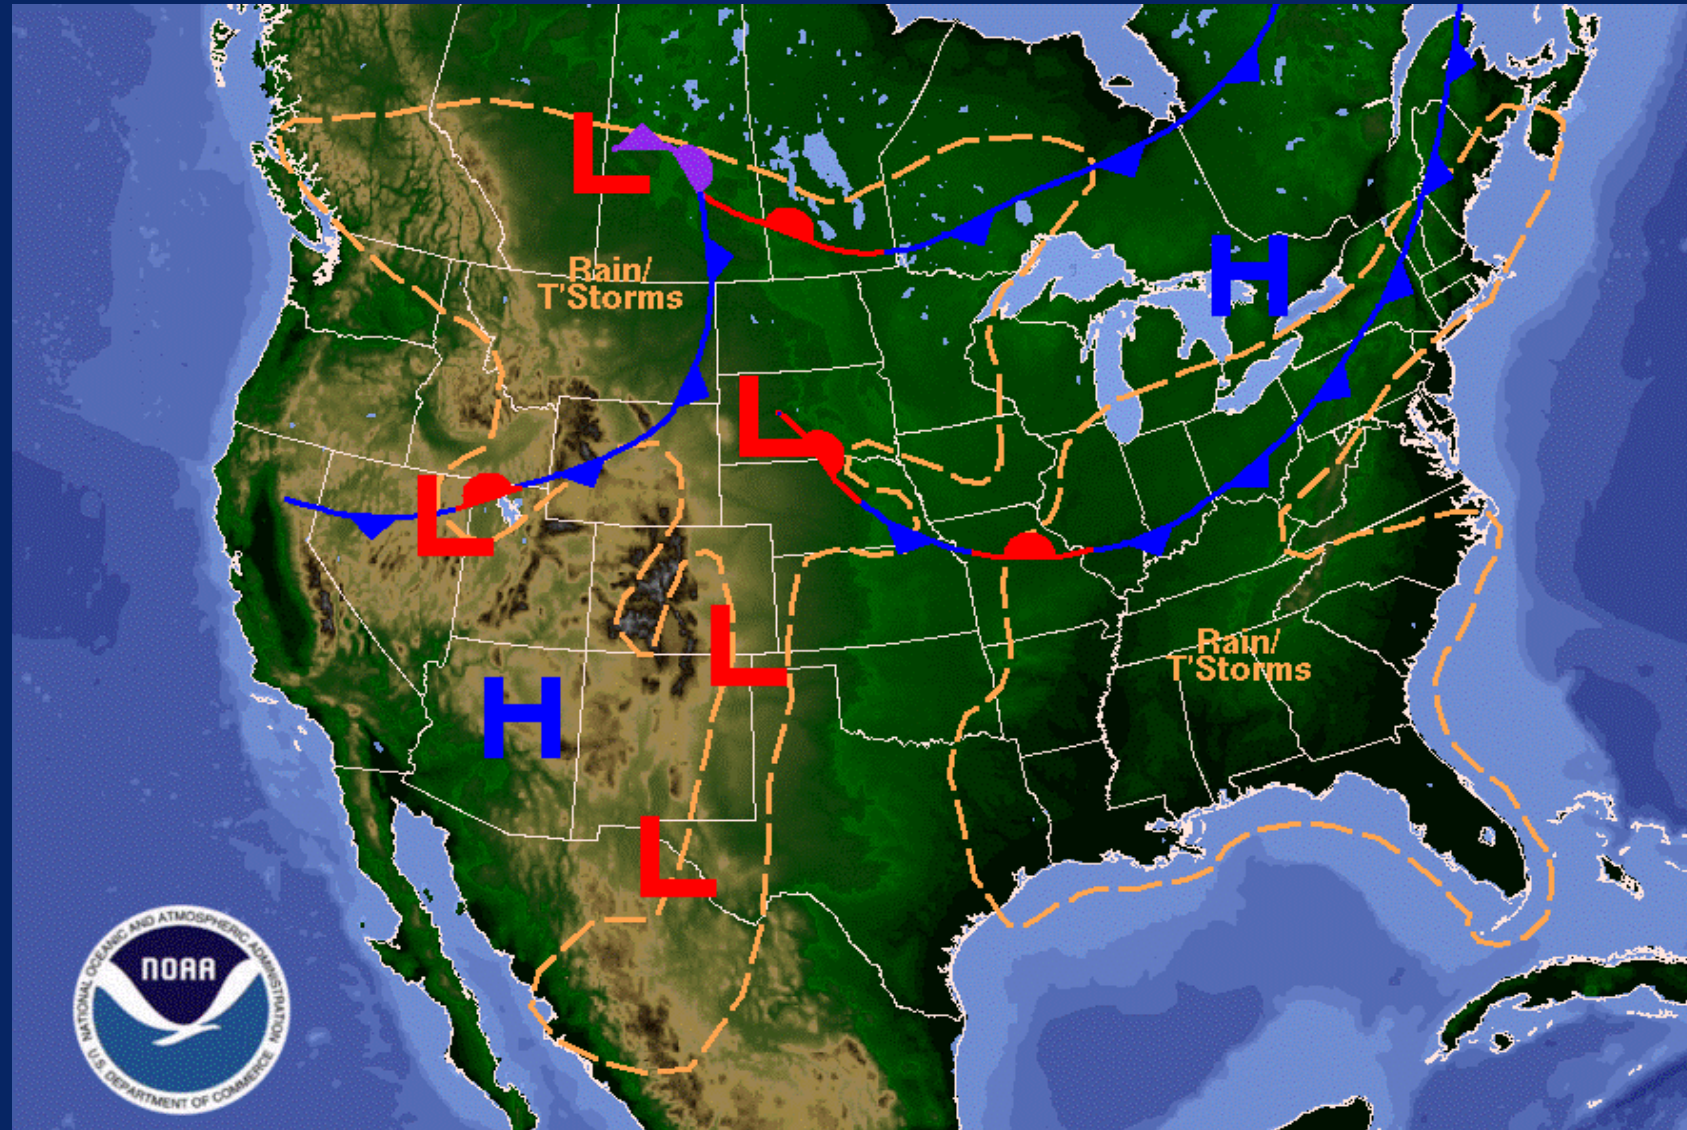 L
Rain/
T'Storms
H
L
L
L
Rain/
T'Storms
H
L
NATIONAL OCEANIC AND ATMOSPHERIC ADMINISTRATION
NOAA
U.S. DEPARTMENT OF COMMERCE